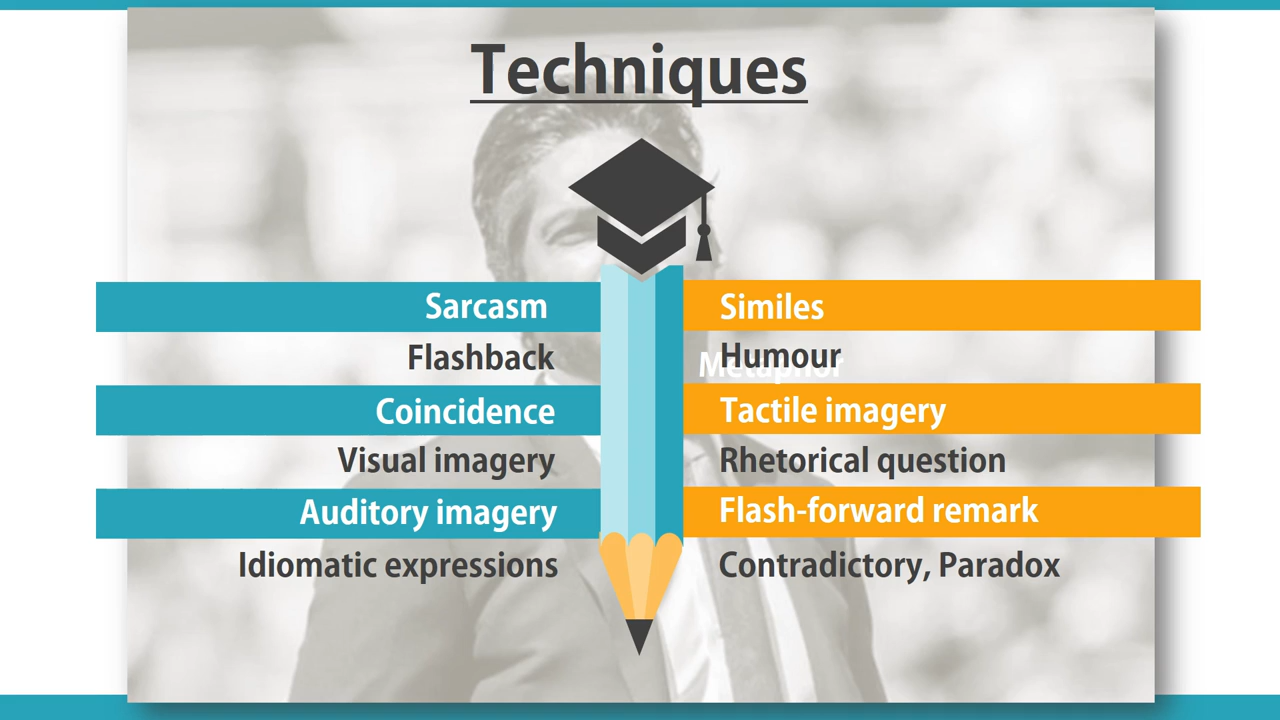 Techniques
Sarcasm
Flashback
Coincidence
Visual imagery
Auditory imagery
Idiomatic expressions
Similes
Humour
Metaphor
Tactile imagery
Rhetorical question
Flash-forward remark
Contradictory, Paradox